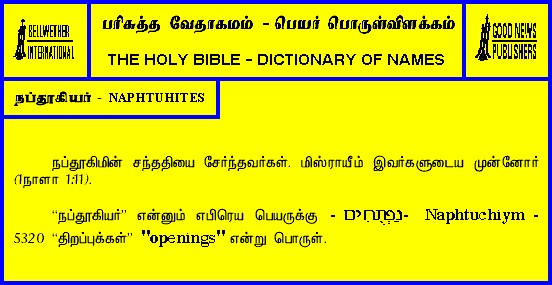 BELLWETHER
INTERNATIONAL
பரிசுத்த வேதாகமம் - பெயர் பொருள்விளக்கம்
THE HOLY BIBLE - DICTIONARY OF NAMES
GOOD NEWS
PUBLISHERS
நப்தூகியர் - NAPHTUHITES
நப்தூகிமின் சந்ததியை சேர்ந்தவர்கள். மிஸ்ராயீம் இவர்களுடைய முன்னோர்
(1நாளா 1:11).
"நப்தூகியர்" என்னும் எபிரெய பெயருக்கு - נַפְתֻּחִים- Naphtuchiym -
5320 "திறப்புக்கள்" "openings" என்று பொருள்.